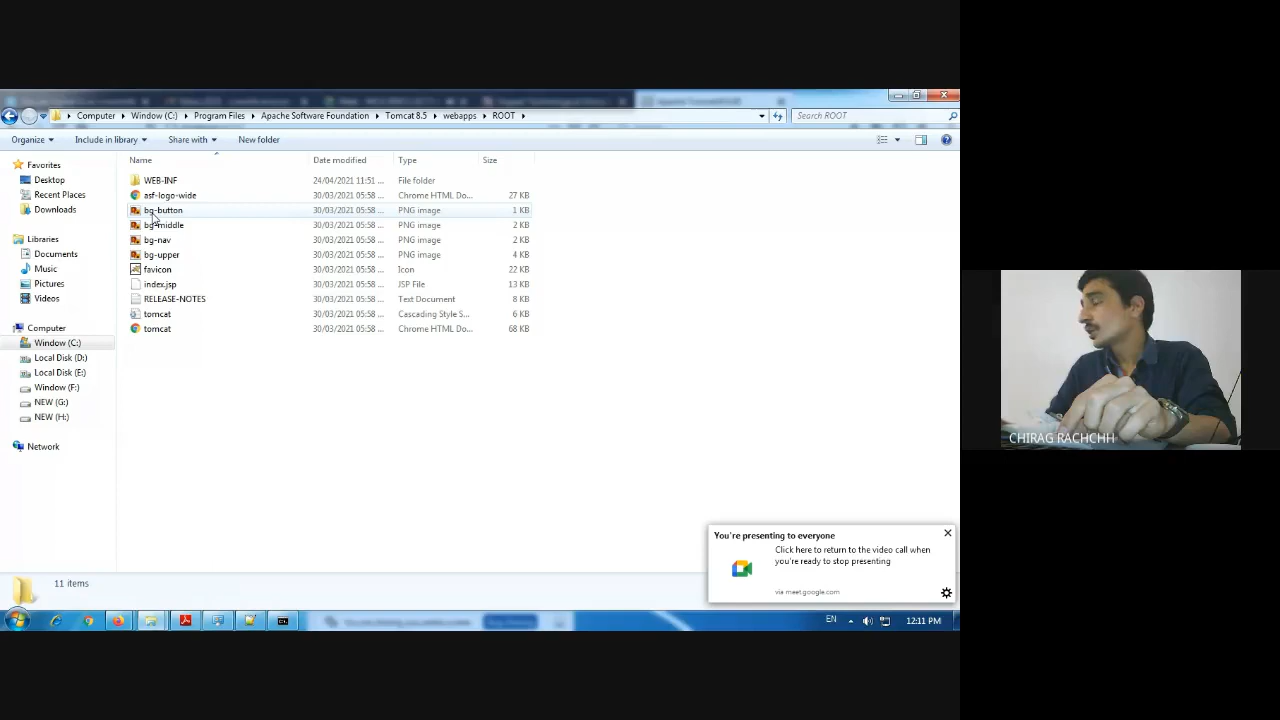 Computer Window (C:) Program Files Apache Software Foundation Tomcat 8.5 webapps ROOT
Search ROOT
Organize Include in library Share with New folder
Name Date modified Type Size
WEB-INF 24/04/2021 11:51 ... File folder
asf-logo-wide 30/03/2021 05:58 ... Chrome HTML Do... 27 KB
bg-button 30/03/2021 05:58 ... PNG image 1 KB
bg-middle 30/03/2021 05:58 ... PNG image 2 KB
bg-nav 30/03/2021 05:58 ... PNG image 2 KB
bg-upper 30/03/2021 05:58 ... PNG image 4 KB
favicon 30/03/2021 05:58 ... Icon 22 KB
index.jsp 30/03/2021 05:58 ... JSP File 13 KB
RELEASE-NOTES 30/03/2021 05:58 ... Text Document 8 KB
tomcat 30/03/2021 05:58 ... Cascading Style S... 6 KB
tomcat 30/03/2021 05:58 ... Chrome HTML Do... 68 KB
Favorites
Desktop
Recent Places
Downloads
Libraries
Documents
Music
Pictures
Videos
Computer
Window (C:)
Local Disk (D:)
Local Disk (E:)
Window (F:)
NEW (G:)
NEW (H:)
Network
11 items
You're presenting to everyone
Click here to return to the video call when
you're ready to stop presenting
via meet.google.com
EN 12:11 PM
CHIRAG RACHCHH